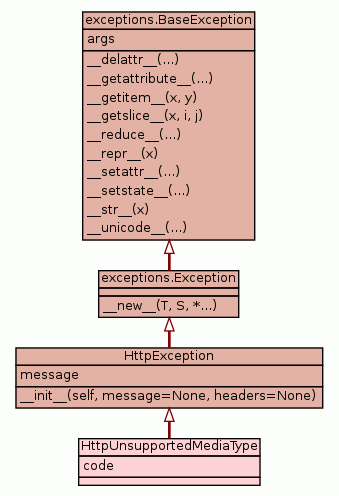 exceptions.BaseException
args
__delattr__(...)
__getattribute__(...)
__getitem__(x, y)
__getslice__(x, i, j)
__reduce__(...)
__repr__(x)
__setattr__(...)
__setstate__(...)
__str__(x)
__unicode__(...)
exceptions.Exception
__new__(T, S, *...)
HttpException
message
__init__(self, message=None, headers=None)
HttpUnsupportedMediaType
code